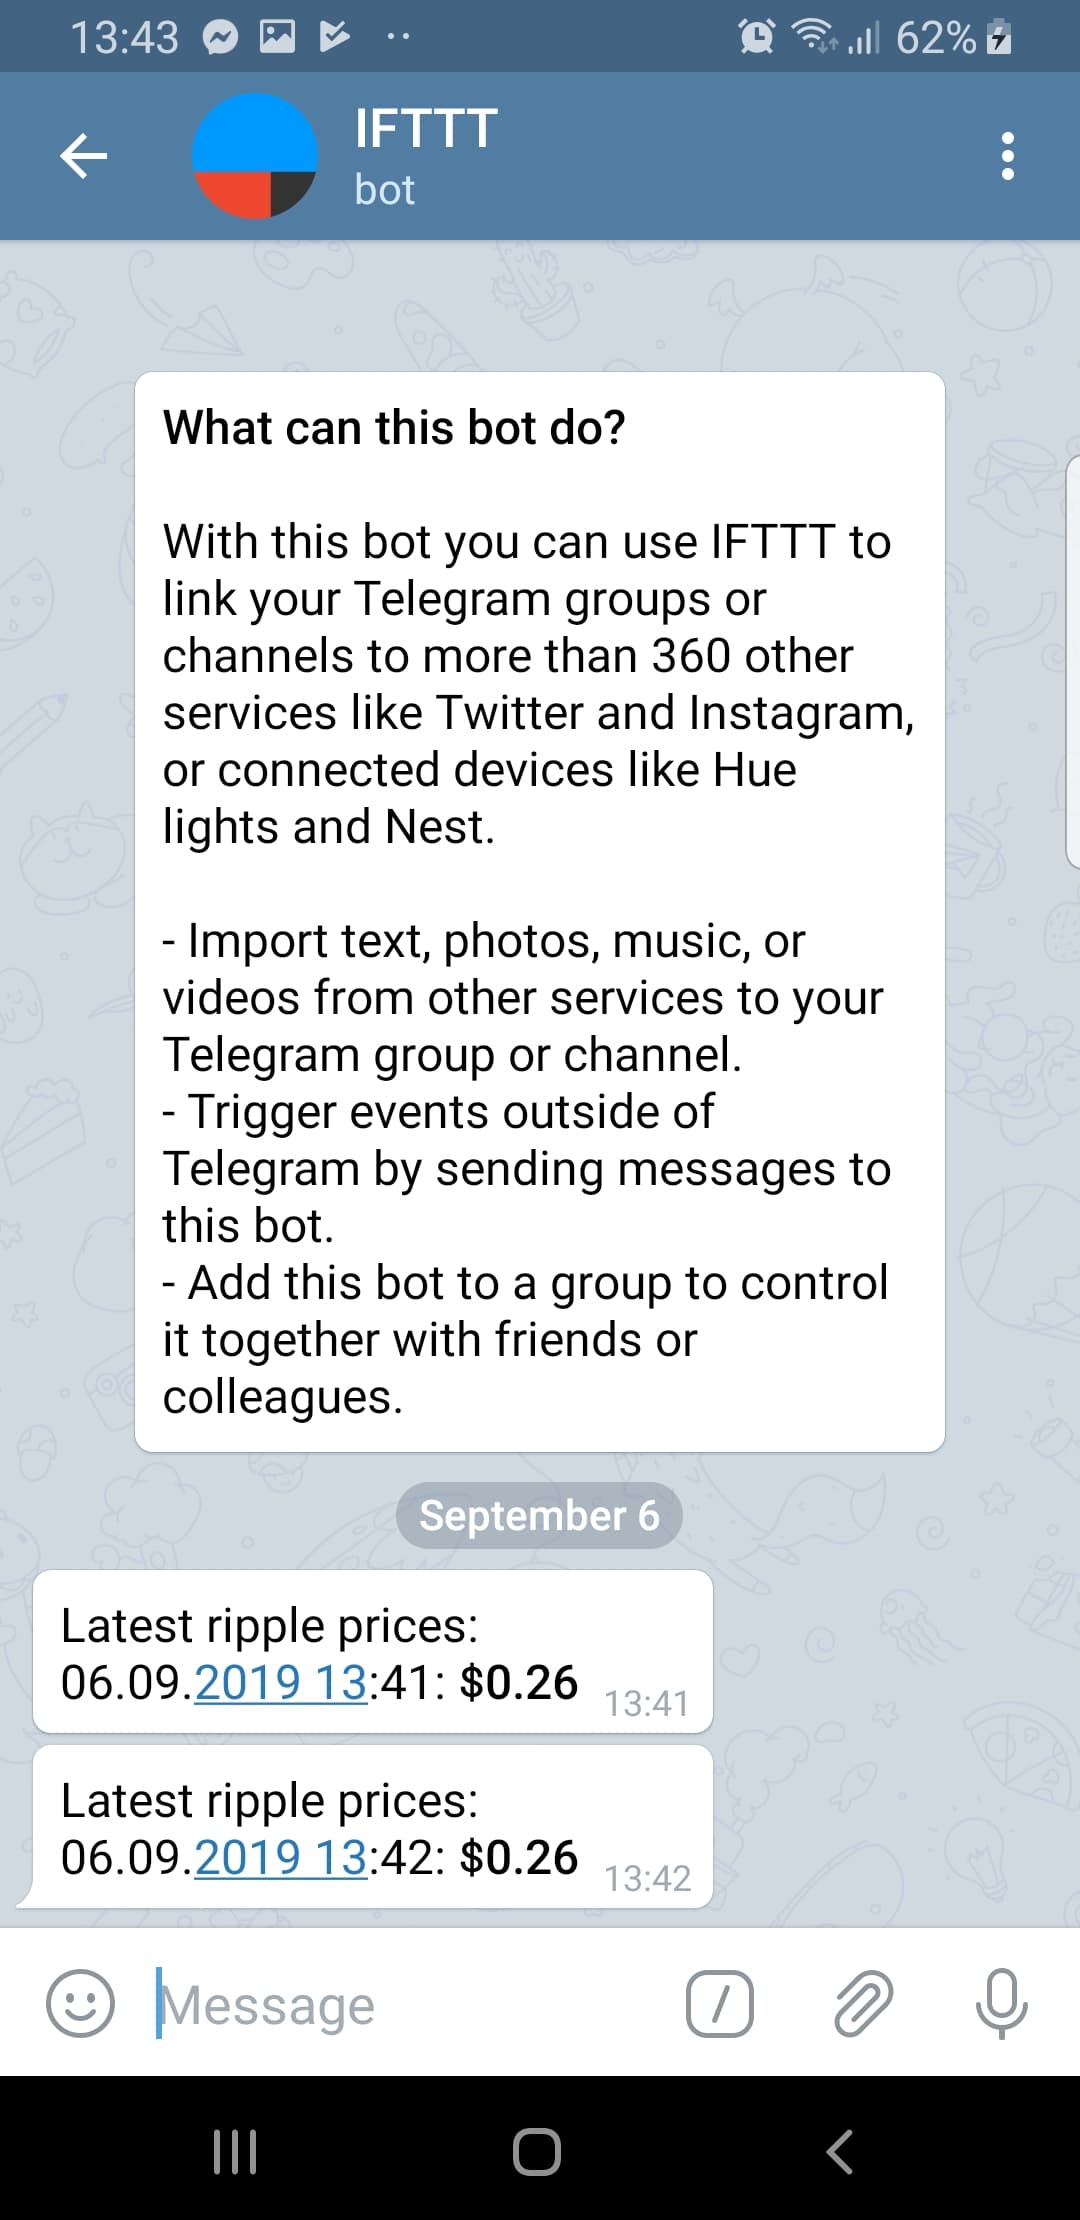 13:43
62%
IFTTT
bot
What can this bot do?
With this bot you can use IFTTT to
link your Telegram groups or
channels to more than 360 other
services like Twitter and Instagram,
or connected devices like Hue
lights and Nest.
- Import text, photos, music, or
videos from other services to your
Telegram group or channel.
- Trigger events outside of
Telegram by sending messages to
this bot.
- Add this bot to a group to control
it together with friends or
colleagues.
September 6
Latest ripple prices:
06.09.2019 13:41: $0.26 13:41
Latest ripple prices:
06.09.2019 13:42: $0.26 13:42
Message